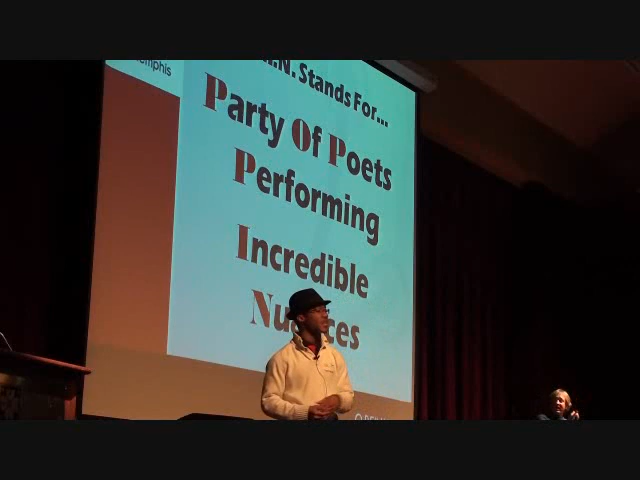 Stands For...
Party Of Poets
Performing
Incredible